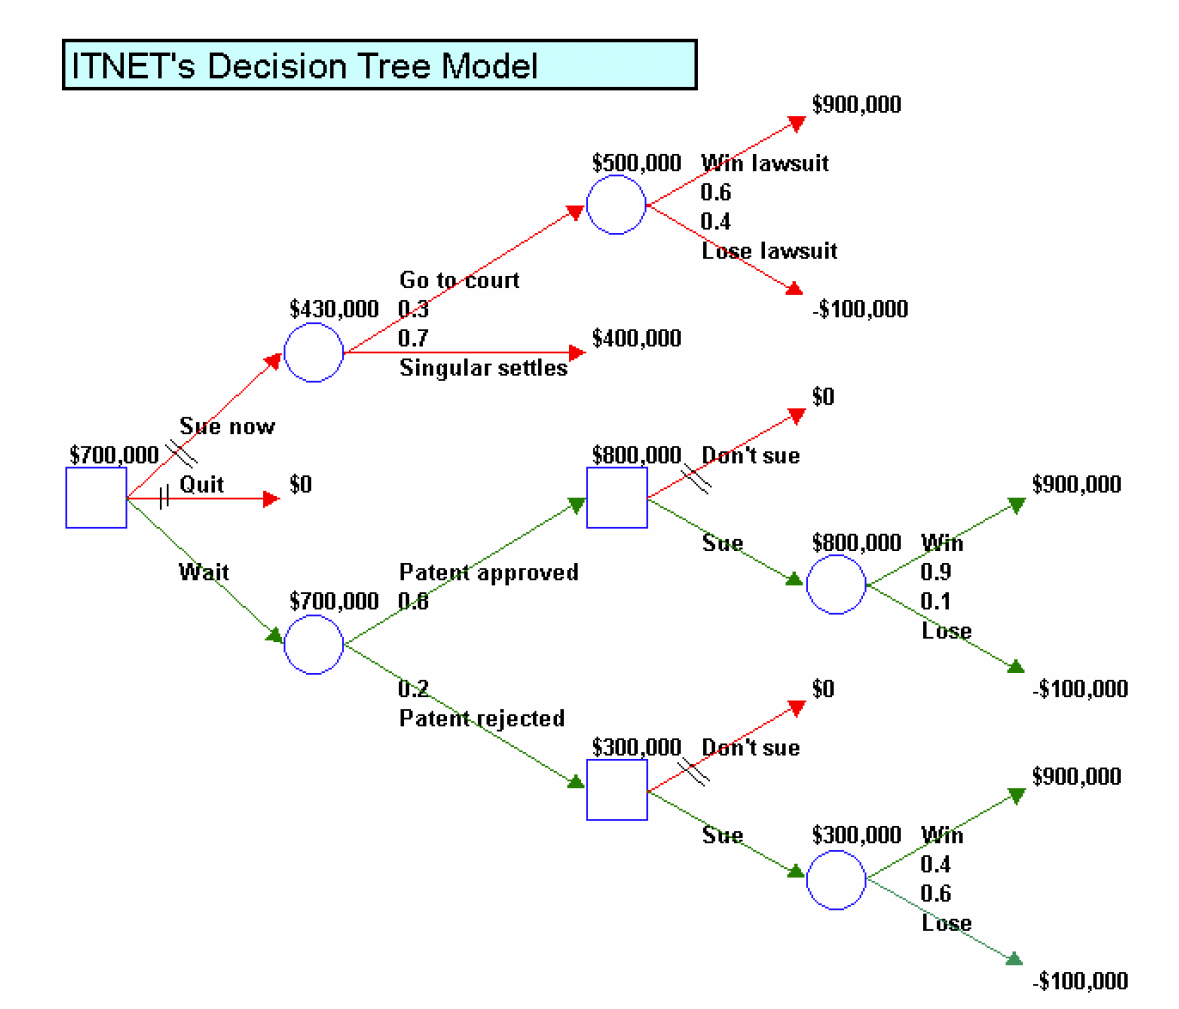 ITNET's Decision Tree Model
$900,000
$500,000 Win lawsuit
0.6
0.4
Lose lawsuit
Go to court
$430,000 0.3
-$100,000
0.7 $400,000
Singular settles
$0
Sue now
$700,000 $800,000 Don't sue
Quit $0 $900,000
Sue $800,000 Win
Wait Patent approved 0.9
$700,000 0.8 0.1
Lose
0.2 $0 -$100,000
Patent rejected
$300,000 Don't sue
$900,000
Sue $300,000 Win
0.4
0.6
Lose
-$100,000